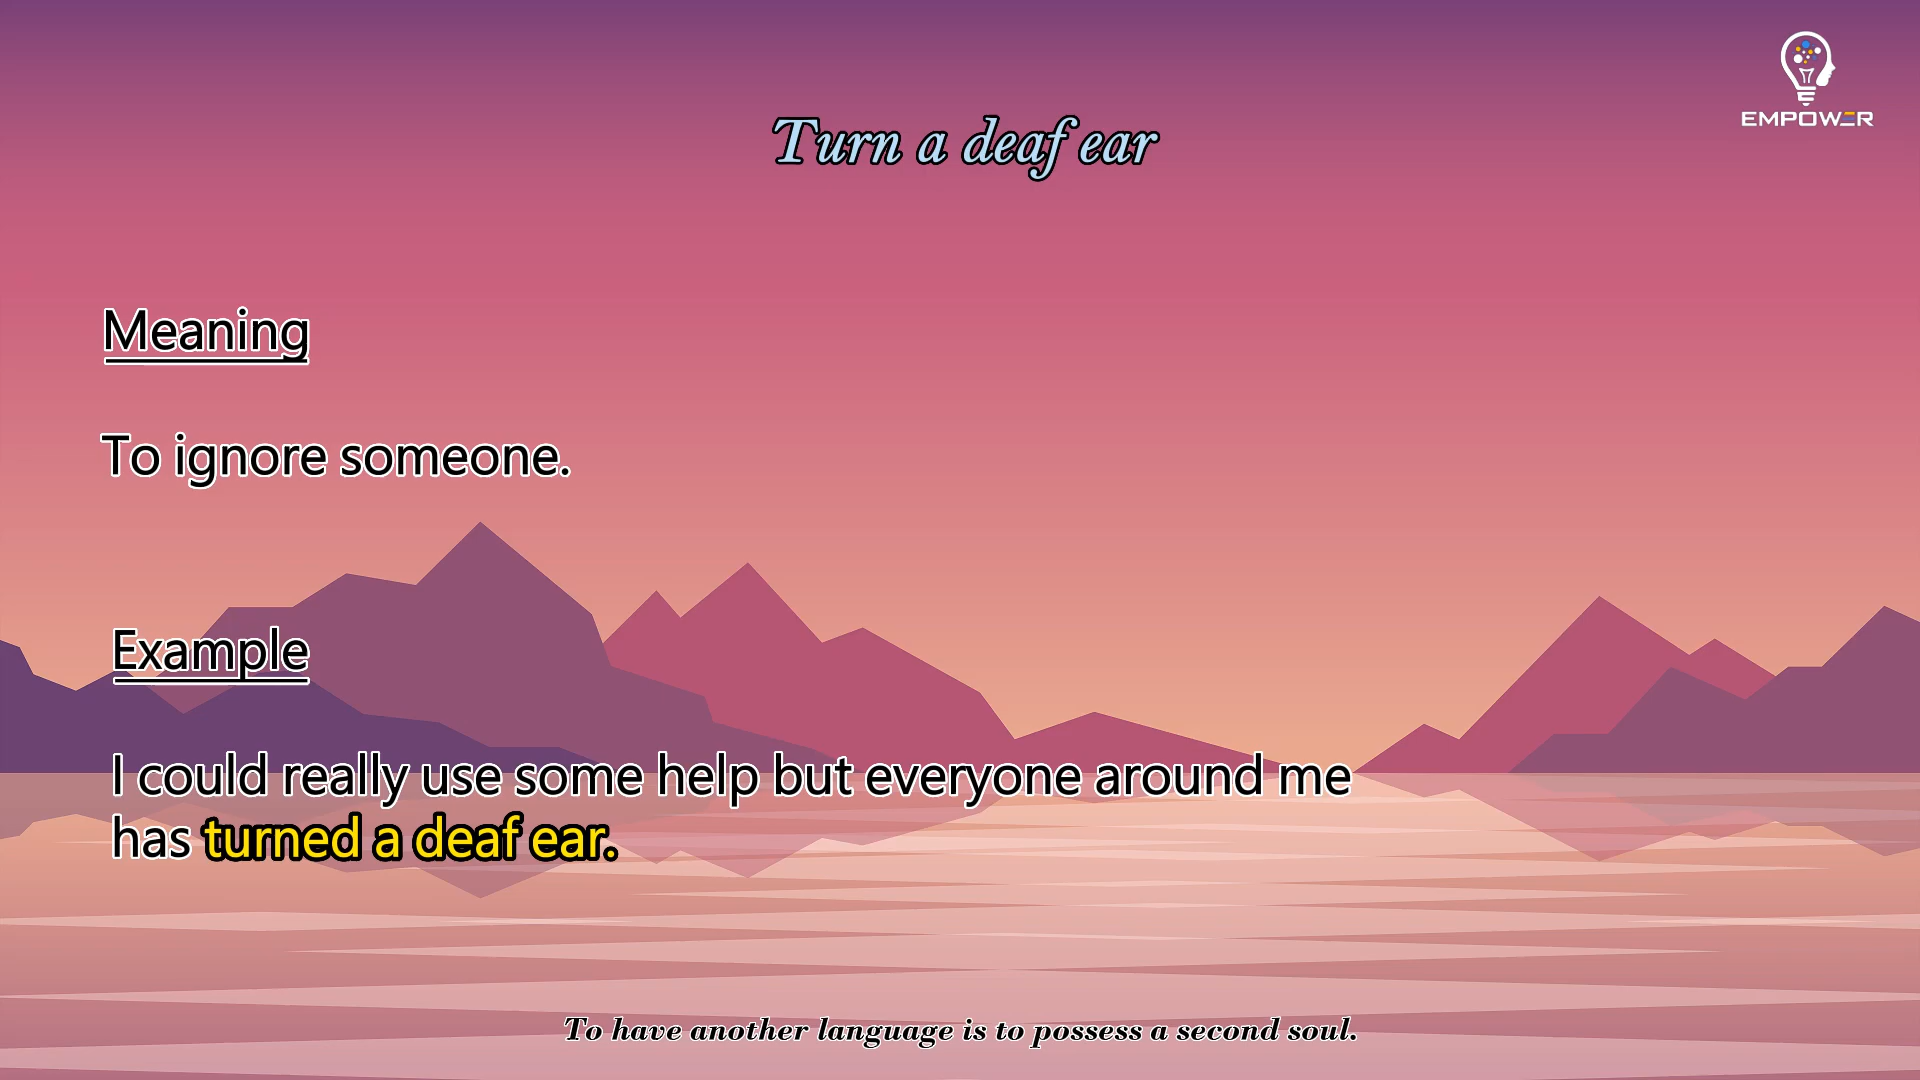 EMPOWER
Turn a deaf ear
Meaning
To ignore someone.
Example
I could really use some help but everyone around me
has turned a deaf ear.
To have another language is to possess a second soul.